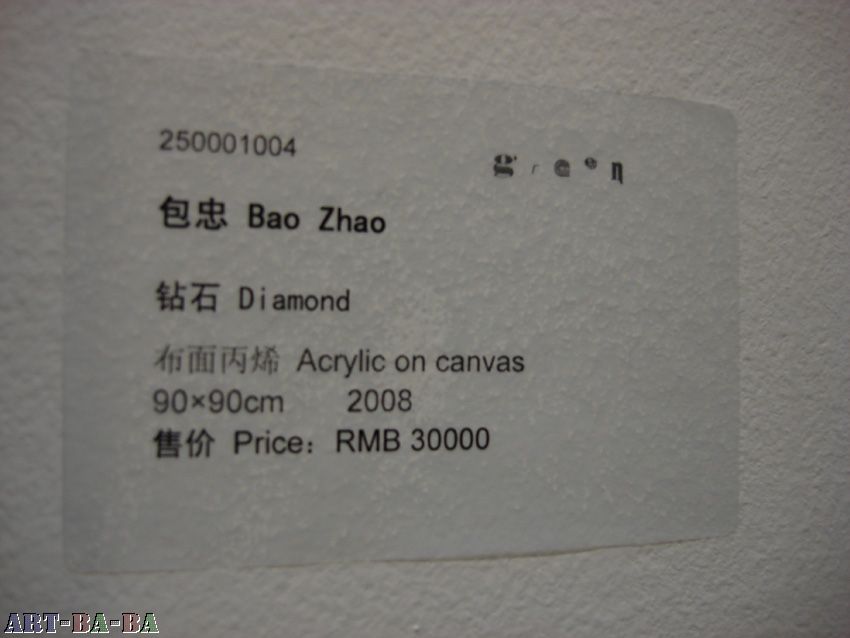 250001004
green
包忠 Bao Zhao
钻石 Diamond
布面丙烯 Acrylic on canvas
90×90cm 2008
售价 Price: RMB 30000
ART-BA-BA